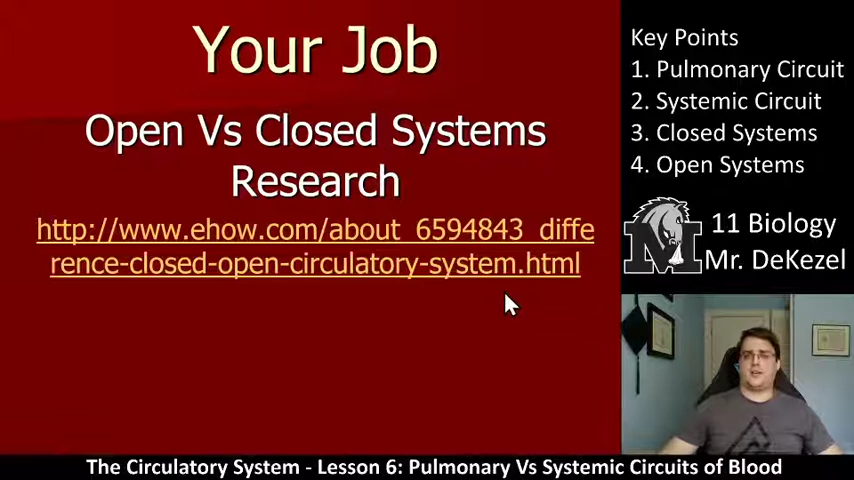 Your Job
Open Vs Closed Systems
Research
http://www.ehow.com/about_6594843_diffe
rence-closed-open-circulatory-system.html
Key Points
1. Pulmonary Circuit
2. Systemic Circuit
3. Closed Systems
4. Open Systems
M
11 Biology
Mr. DeKezel
The Circulatory System - Lesson 6: Pulmonary Vs Systemic Circuits of Blood